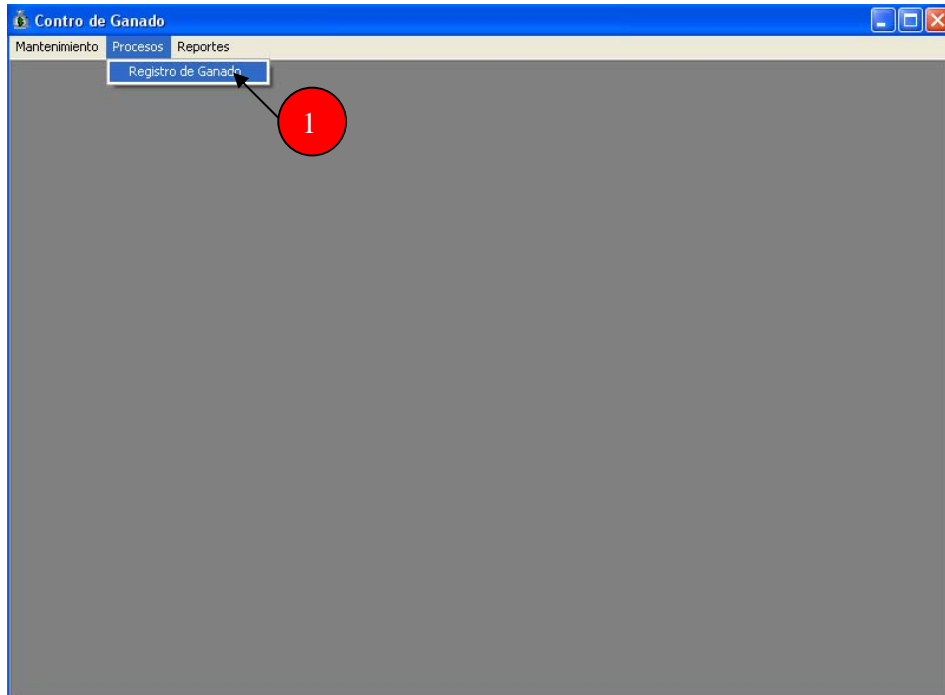 Contro de Ganado
Mantenimiento Procesos Reportes
Registro de Ganado
1